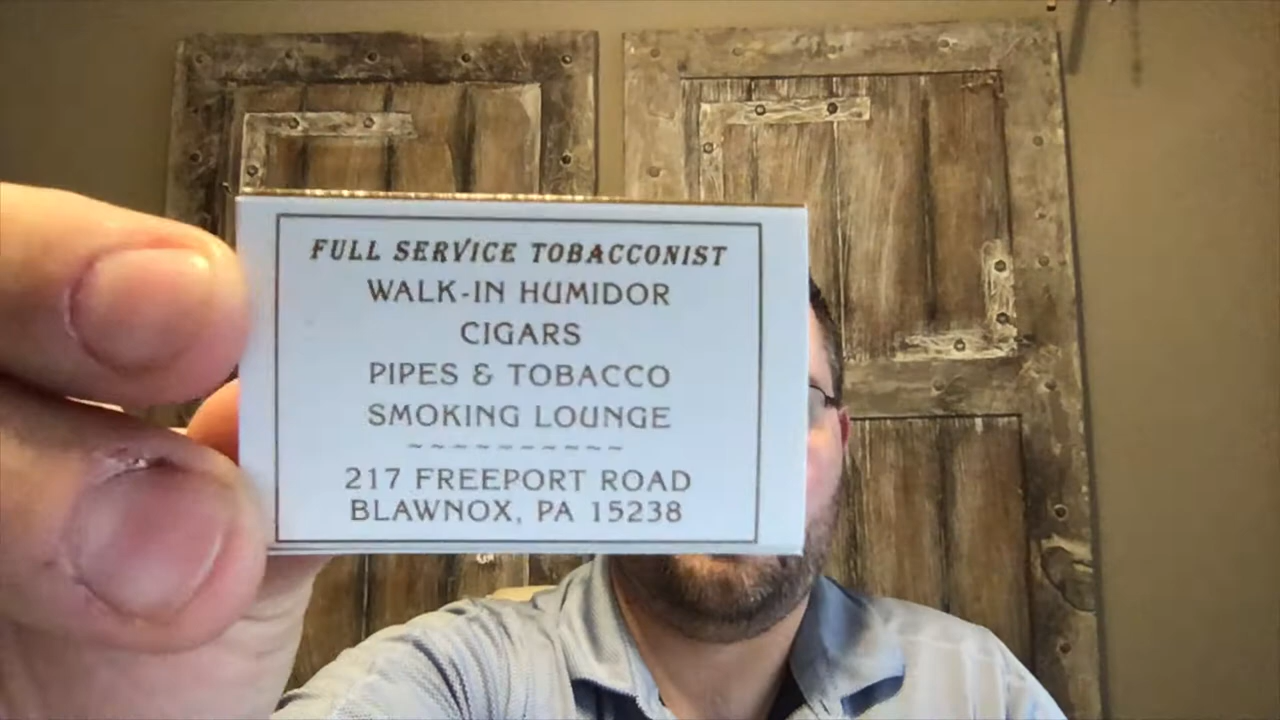 FULL SERVICE TOBACCONIST
WALK-IN HUMIDOR
CIGARS
PIPES & TOBACCO
SMOKING LOUNGE
~~~~~~~~~~
217 FREEPORT ROAD
BLAWNOX, PA 15238